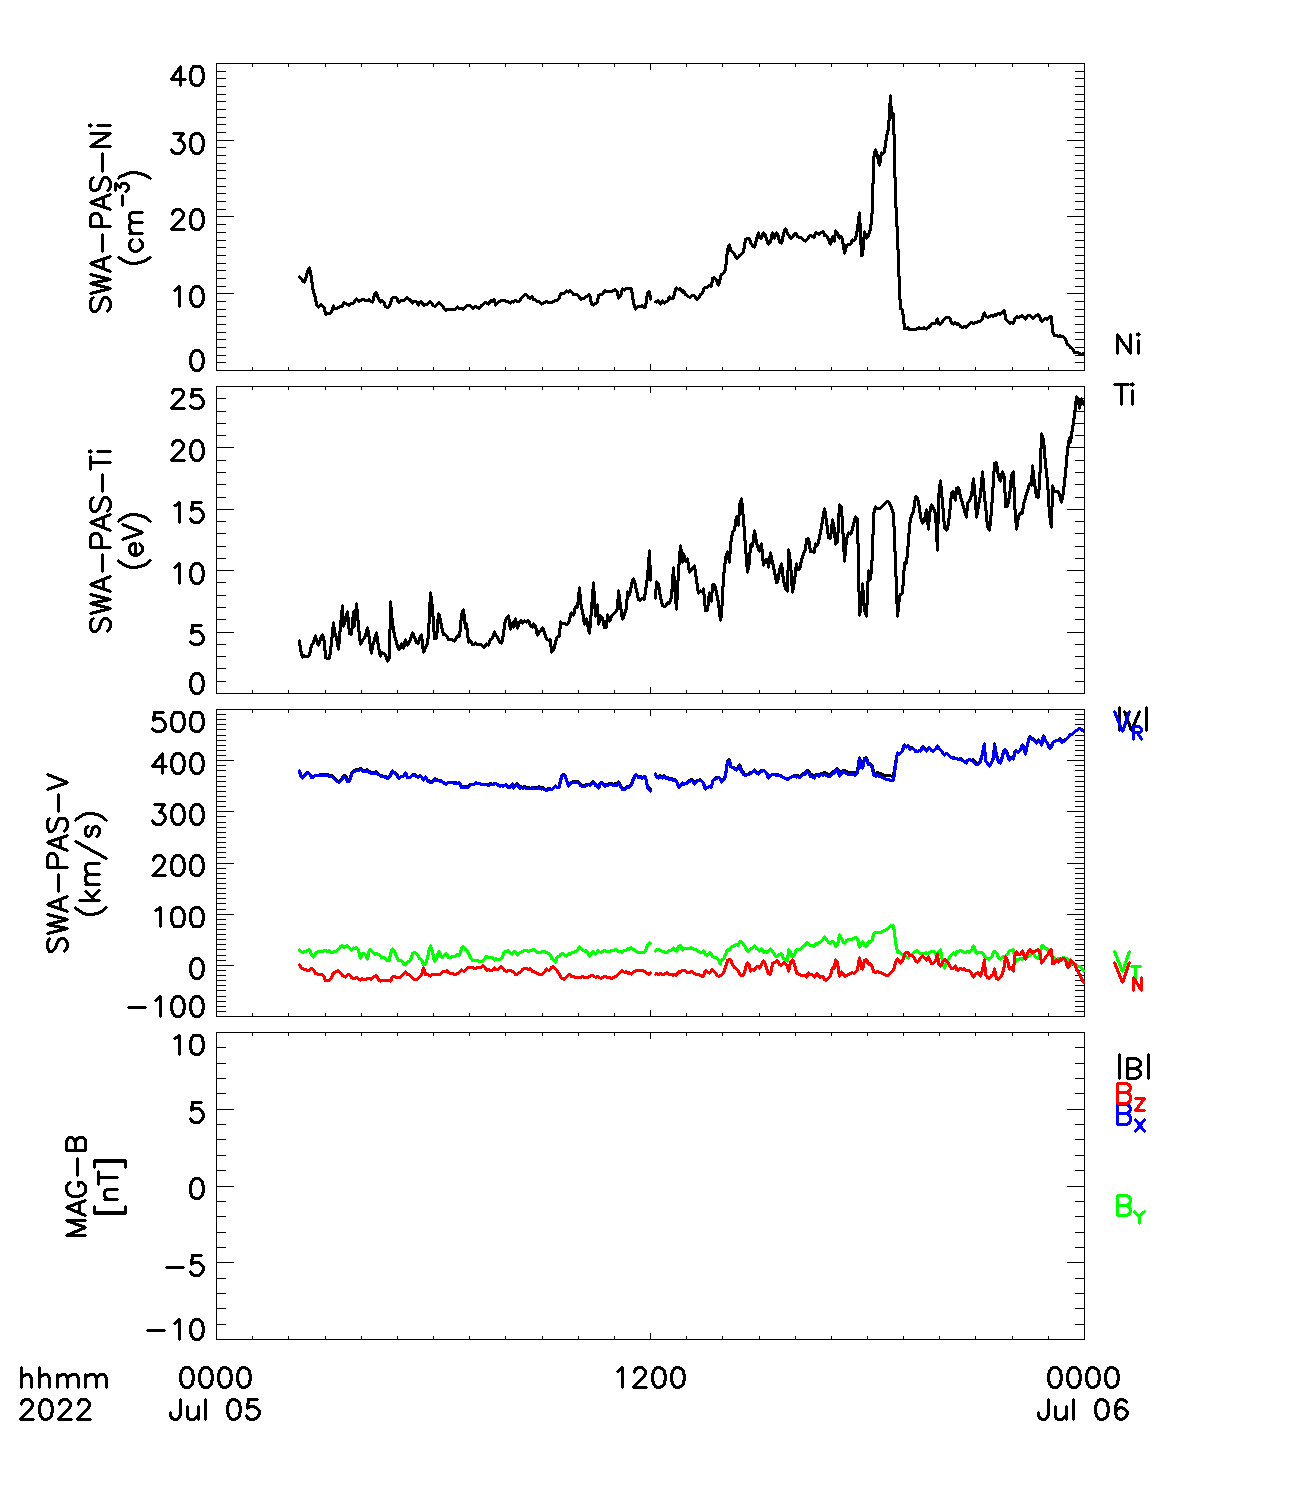 40
30
20
10
0
SWA-PAS-Ni
(cm⁻³)
Ni
25
20
15
10
5
0
SWA-PAS-Ti
(eV)
Ti
500
400
300
200
100
0
-100
SWA-PAS-V
(km/s)
|V|
V_R
V_T
V_N
10
5
0
-5
-10
MAG-B
[nT]
|B|
B_Z
B_X
B_Y
hhmm 0000 1200 0000
2022 Jul 05 Jul 06